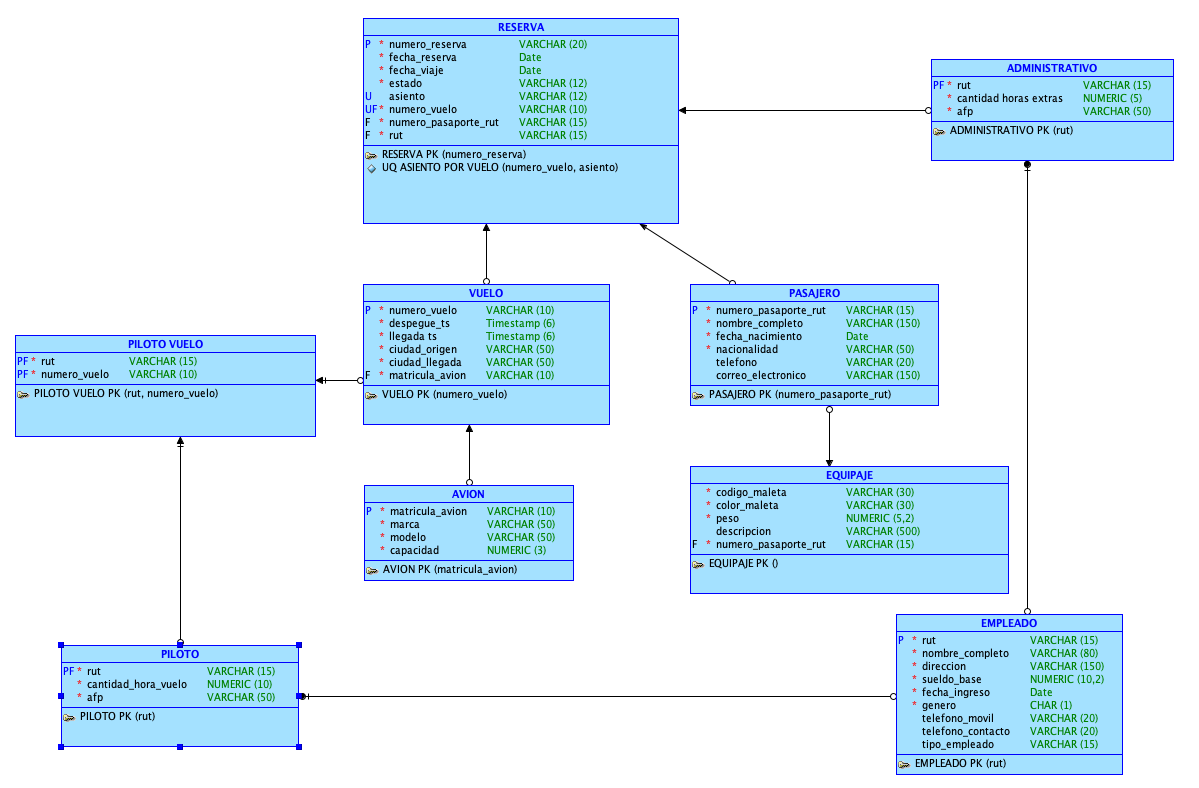 RESERVA
P * numero_reserva VARCHAR (20)
* fecha_reserva Date
* fecha_viaje Date
* estado VARCHAR (12)
U asiento VARCHAR (12)
UF* numero_vuelo VARCHAR (10)
F * numero_pasaporte_rut VARCHAR (15)
F * rut VARCHAR (15)
RESERVA PK (numero_reserva)
UQ ASIENTO POR VUELO (numero_vuelo, asiento)
ADMINISTRATIVO
PF * rut VARCHAR (15)
* cantidad horas extras NUMERIC (5)
* afp VARCHAR (50)
ADMINISTRATIVO PK (rut)
VUELO
P * numero_vuelo VARCHAR (10)
* despegue_ts Timestamp (6)
* llegada ts Timestamp (6)
* ciudad_origen VARCHAR (50)
* ciudad_llegada VARCHAR (50)
F * matricula_avion VARCHAR (10)
VUELO PK (numero_vuelo)
PASAJERO
P * numero_pasaporte_rut VARCHAR (15)
* nombre_completo VARCHAR (150)
* fecha_nacimiento Date
* nacionalidad VARCHAR (50)
telefono VARCHAR (20)
correo_electronico VARCHAR (150)
PASAJERO PK (numero_pasaporte_rut)
PILOTO VUELO
PF * rut VARCHAR (15)
PF * numero_vuelo VARCHAR (10)
PILOTO VUELO PK (rut, numero_vuelo)
AVION
P * matricula_avion VARCHAR (10)
* marca VARCHAR (50)
* modelo VARCHAR (50)
* capacidad NUMERIC (3)
AVION PK (matricula_avion)
EQUIPAJE
* codigo_maleta VARCHAR (30)
* color_maleta VARCHAR (30)
* peso NUMERIC (5,2)
descripcion VARCHAR (500)
F * numero_pasaporte_rut VARCHAR (15)
EQUIPAJE PK ()
PILOTO
PF * rut VARCHAR (15)
* cantidad_hora_vuelo NUMERIC (10)
* afp VARCHAR (50)
PILOTO PK (rut)
EMPLEADO
P * rut VARCHAR (15)
* nombre_completo VARCHAR (80)
* direccion VARCHAR (150)
* sueldo_base NUMERIC (10,2)
* fecha_ingreso Date
* genero CHAR (1)
telefono_movil VARCHAR (20)
telefono_contacto VARCHAR (20)
tipo_empleado VARCHAR (15)
EMPLEADO PK (rut)